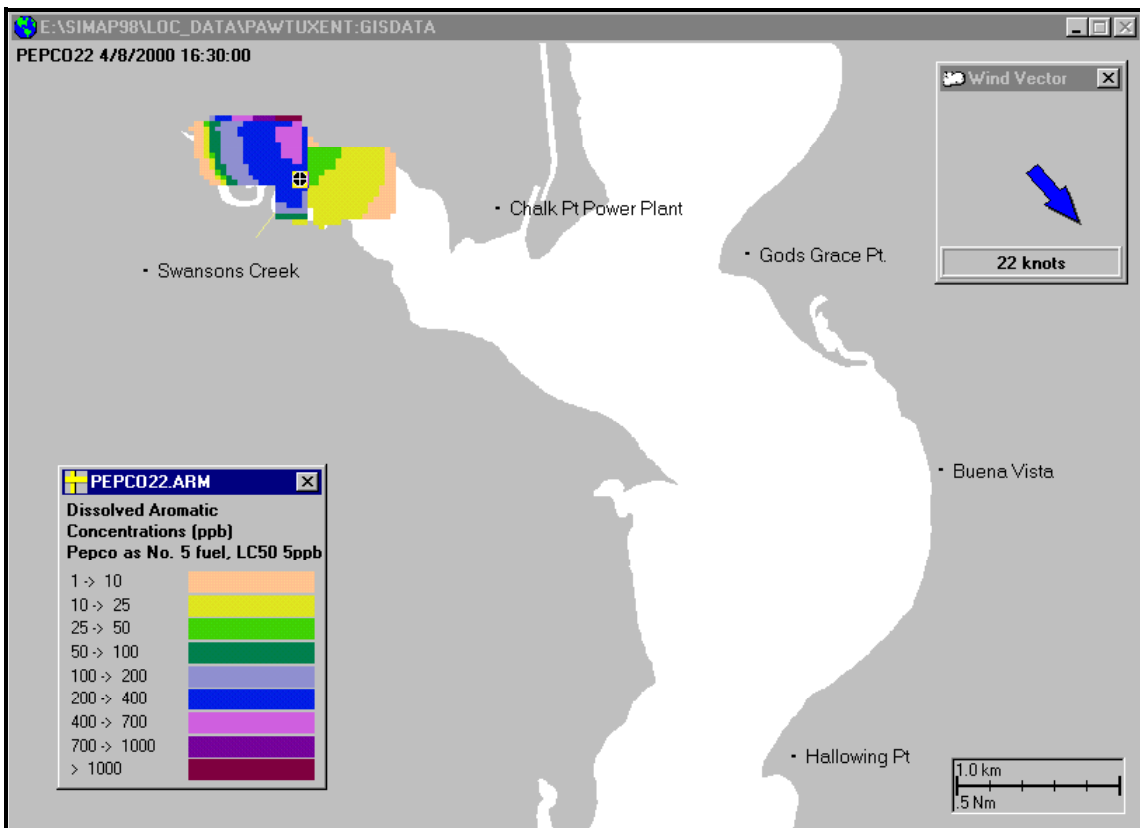 E:\SIMAP98\LOC_DATA\PAWTUXENT:GISDATA
PEPCO22 4/8/2000 16:30:00
Wind Vector
22 knots
Chalk Pt Power Plant
Gods Grace Pt.
Swansons Creek
Buena Vista
Hallowing Pt
PEPCO22.ARM
Dissolved Aromatic
Concentrations (ppb)
Pepco as No. 5 fuel, LC50 5ppb
1 -> 10
10 -> 25
25 -> 50
50 -> 100
100 -> 200
200 -> 400
400 -> 700
700 -> 1000
> 1000
1.0 km
.5 Nm